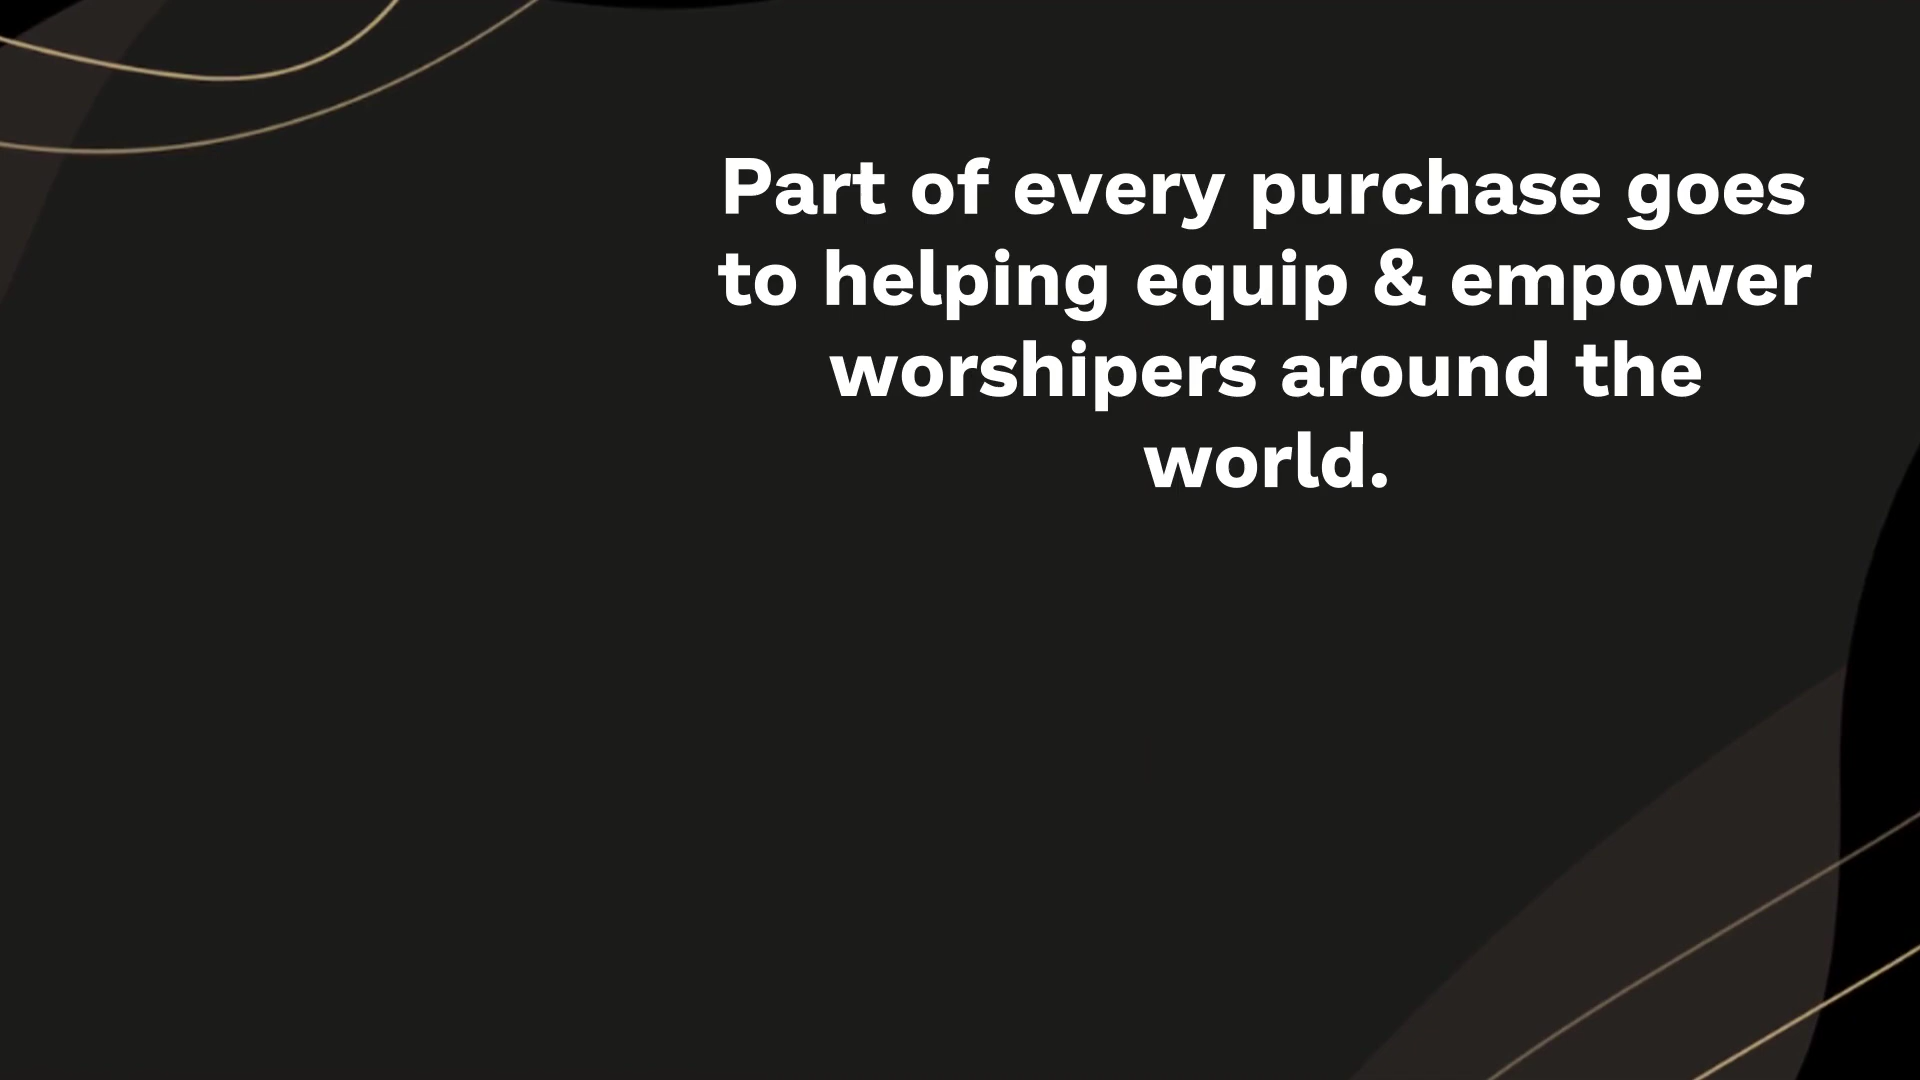 Part of every purchase goes
to helping equip & empower
worshipers around the
world.